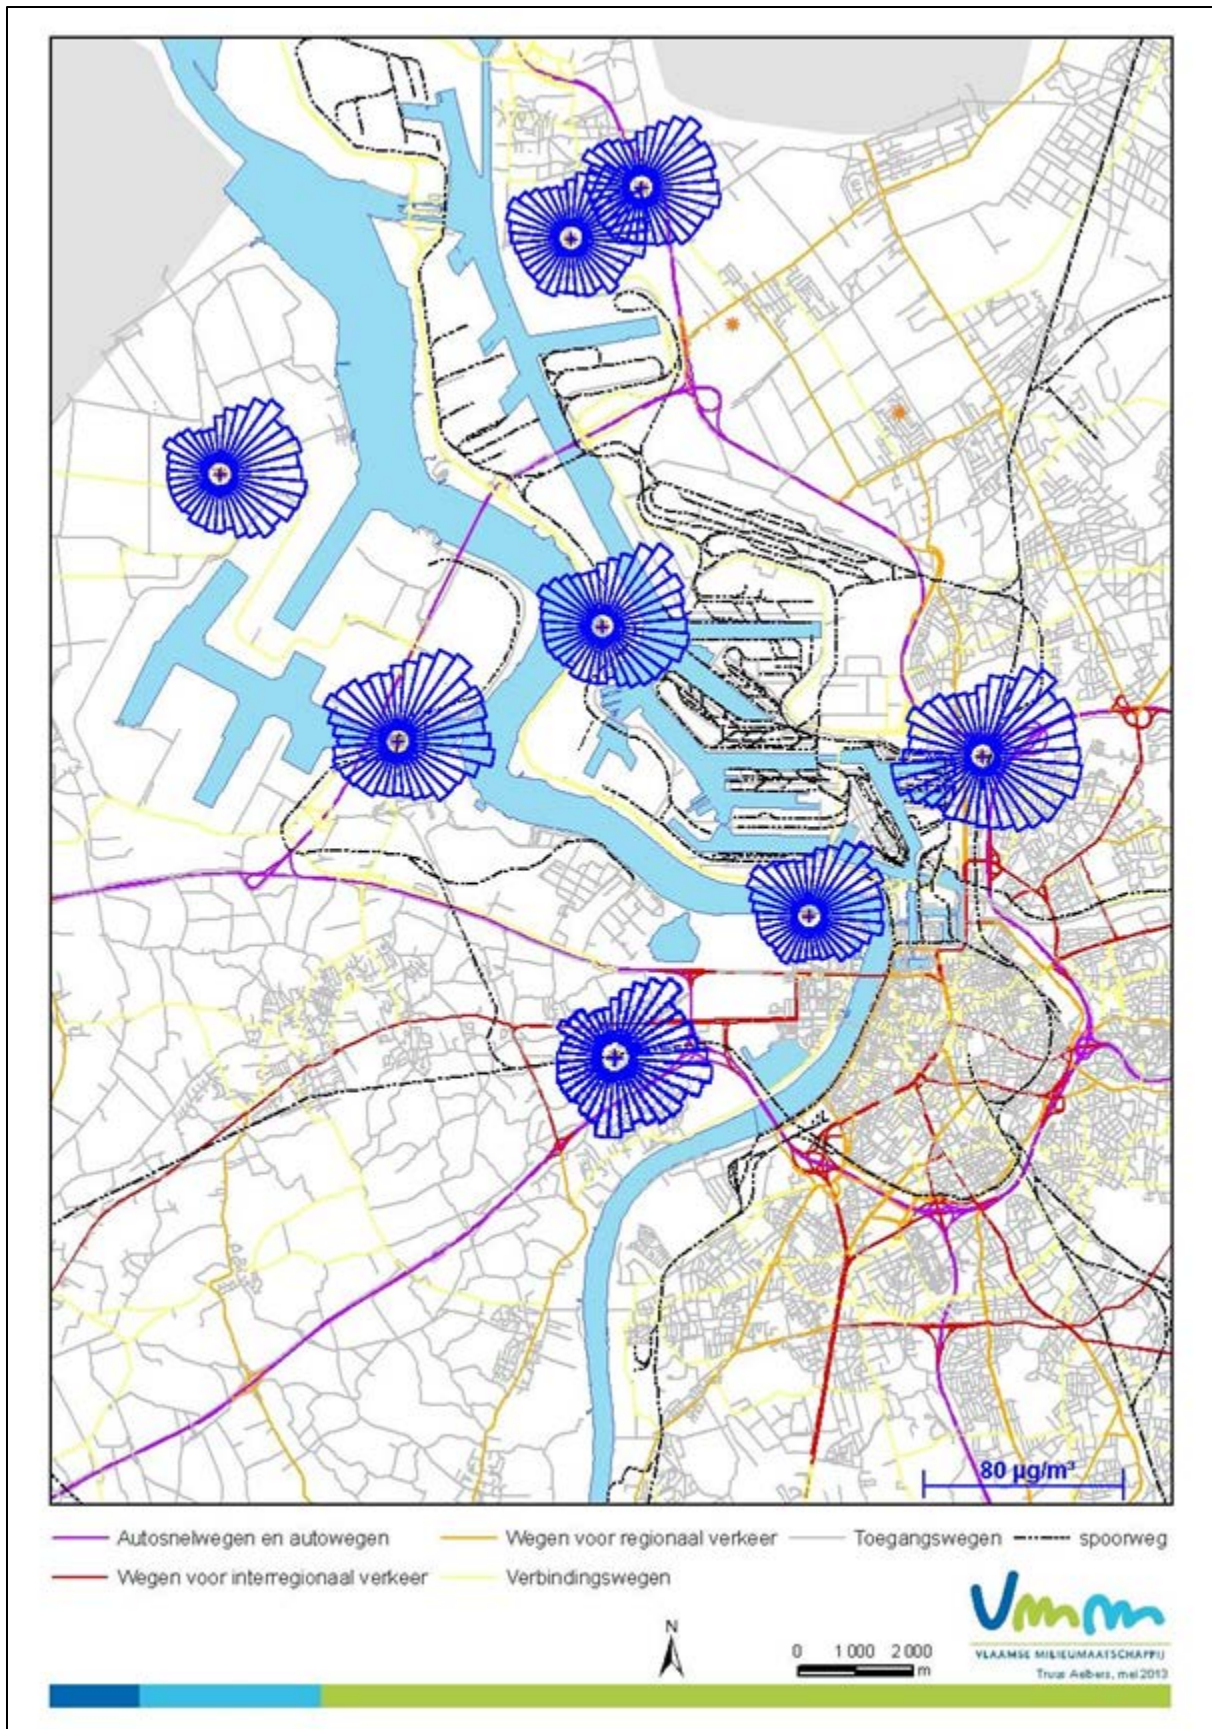 80 µg/m³
Autosnelwegen en autowegen
Wegen voor regionaal verkeer
Toegangswegen
spoorweg
Wegen voor interregionaal verkeer
Verbindingswegen
N
0 1 000 2 000
m
Vmm
VLAAMSE MILIEUMAATSCHAPPIJ
Truus Aelbers, mei 2013